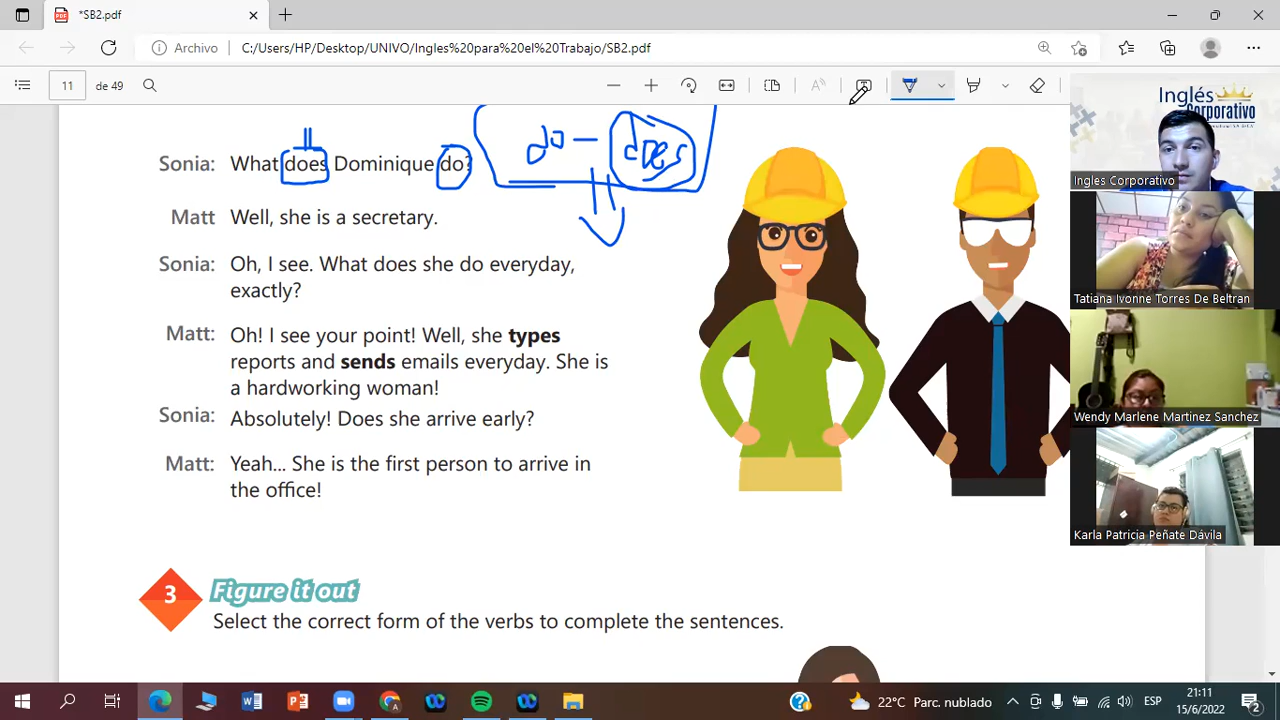 *SB2.pdf
Archivo
C:/Users/HP/Desktop/UNIVO/Ingles%20para%20el%20Trabajo/SB2.pdf
11
de 49
Inglés
Corporativo
Ingles Corporativo
Tatiana Ivonne Torres De Beltran
Wendy Marlene Martinez Sanchez
Karla Patricia Peñate Dávila
do — does
Sonia: What does Dominique do?
Matt Well, she is a secretary.
Sonia: Oh, I see. What does she do everyday,
exactly?
Matt: Oh! I see your point! Well, she types
reports and sends emails everyday. She is
a hardworking woman!
Sonia: Absolutely! Does she arrive early?
Matt: Yeah... She is the first person to arrive in
the office!
3 Figure it out
Select the correct form of the verbs to complete the sentences.
22°C Parc. nublado
ESP
21:11
15/6/2022
2